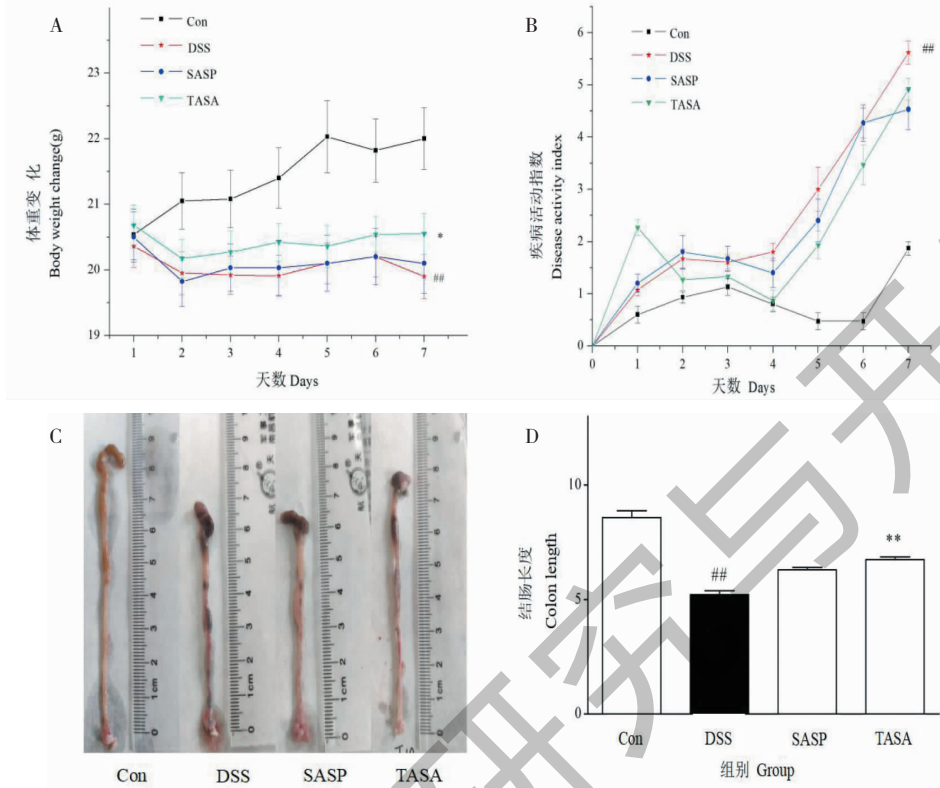 A
Con
DSS
SASP
TASA
体重变 化
Body weight change(g)
23
22
21
20
19
*
##
1 2 3 4 5 6 7
天数 Days
B
Con
DSS
SASP
TASA
疾病活动指数
Disease activity index
6
5
4
3
2
1
0
##
0 1 2 3 4 5 6 7
天数 Days
C
Con DSS SASP TASA
D
结肠长度
Colon length
10
5
0
##
**
Con DSS SASP TASA
组别 Group
研究与开